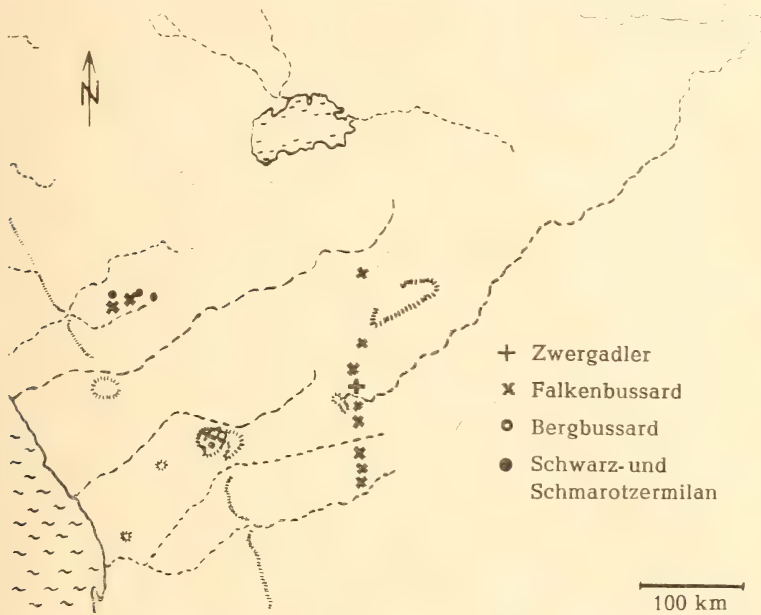 N
+ Zwergadler
x Falkenbussard
o Bergbussard
● Schwarz- und
Schmarotzermilan
100 km